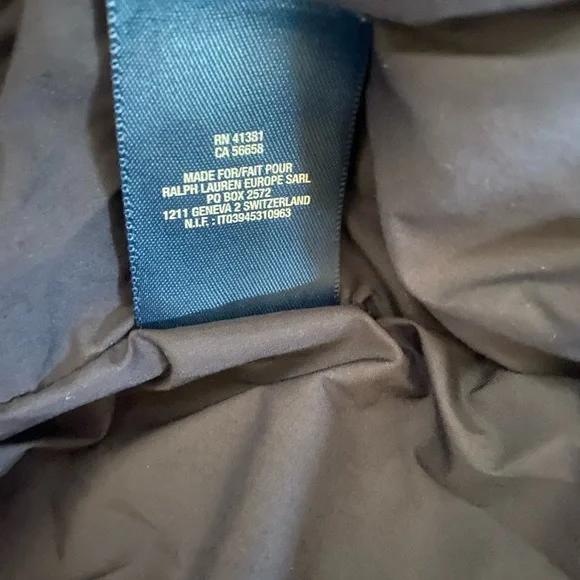 RN 41381
CA 56658
MADE FOR/FAIT POUR
RALPH LAUREN EUROPE SARL
PO BOX 2572
1211 GENEVA 2 SWITZERLAND
N.I.F. : IT03945310963